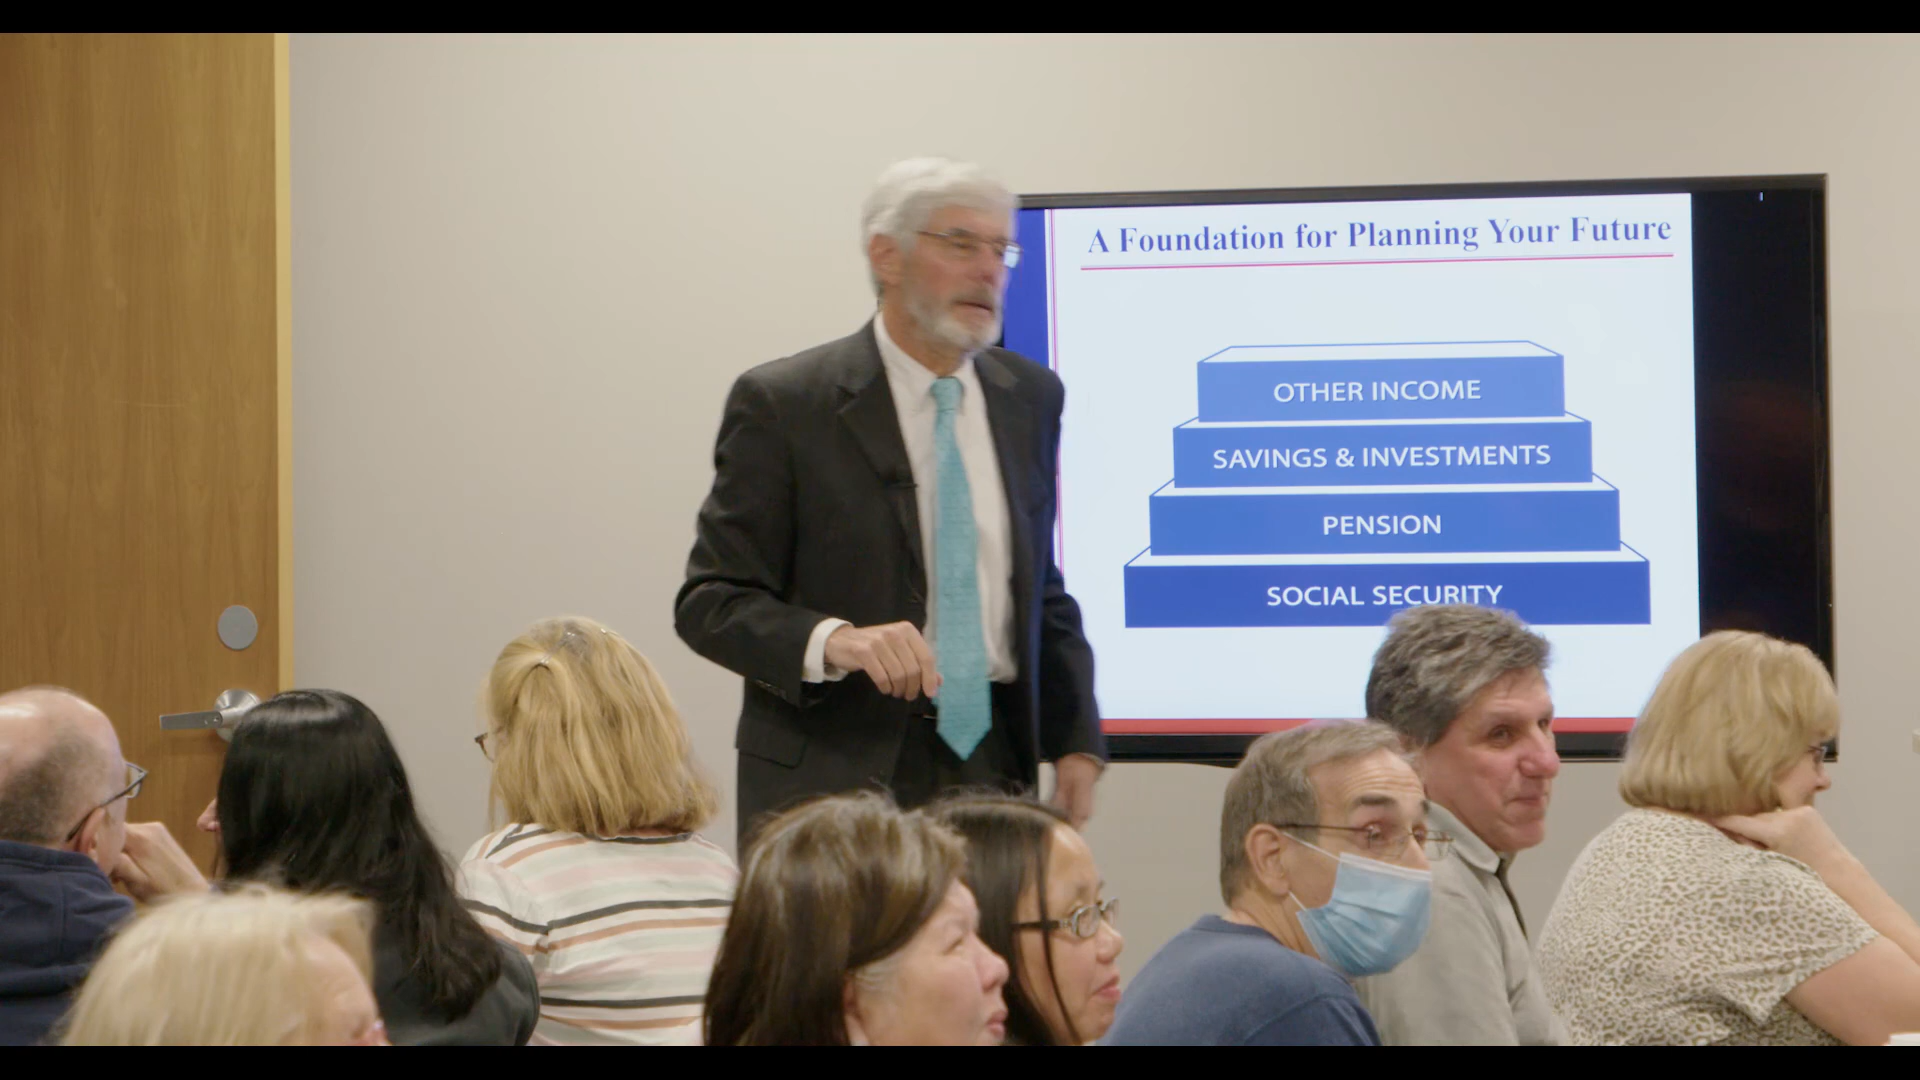 A Foundation for Planning Your Future
OTHER INCOME
SAVINGS & INVESTMENTS
PENSION
SOCIAL SECURITY